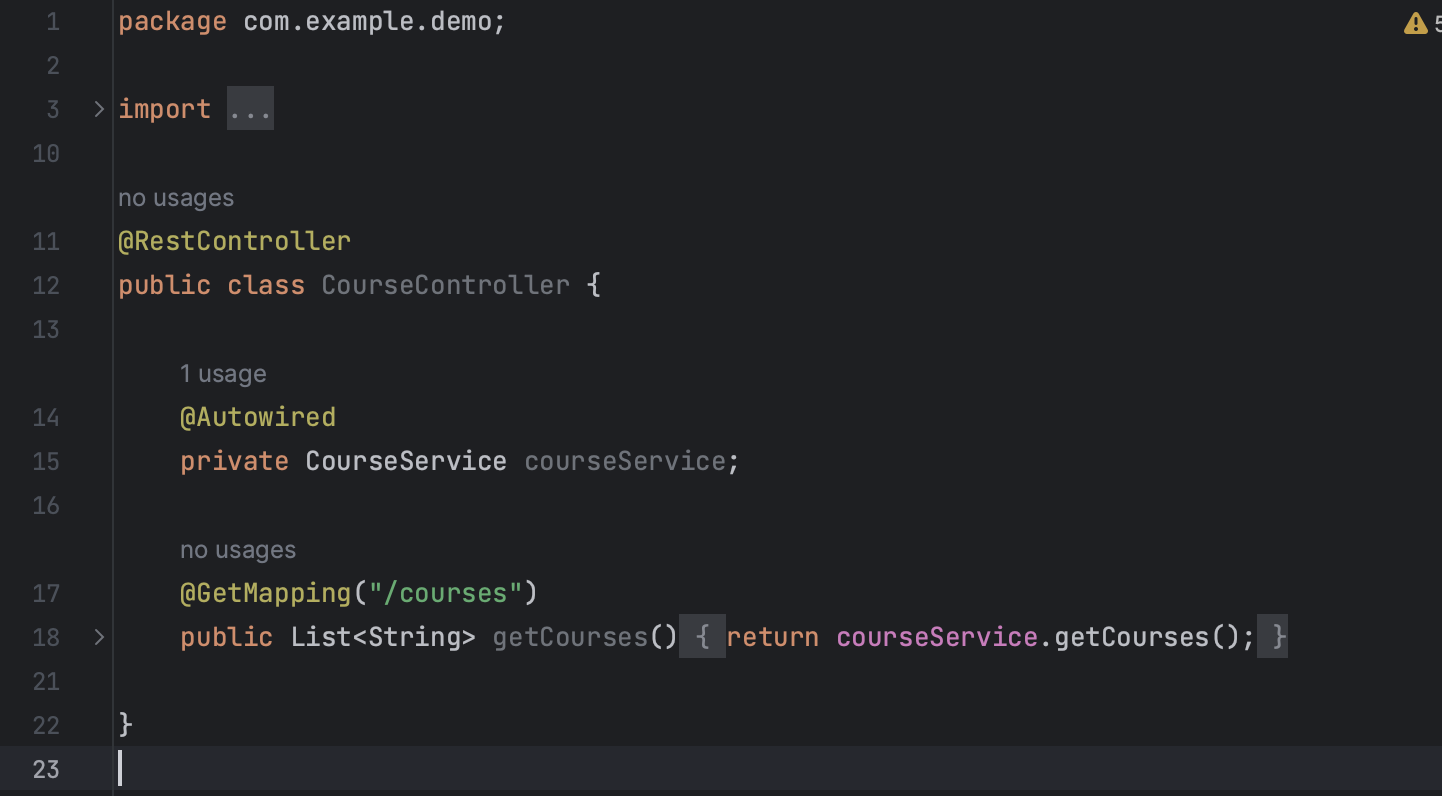 1 package com.example.demo;
2
3 import ...
10
no usages
11 @RestController
12 public class CourseController {
13
1 usage
14 @Autowired
15 private CourseService courseService;
16
no usages
17 @GetMapping("/courses")
18 public List<String> getCourses() { return courseService.getCourses(); }
21
22 }
23